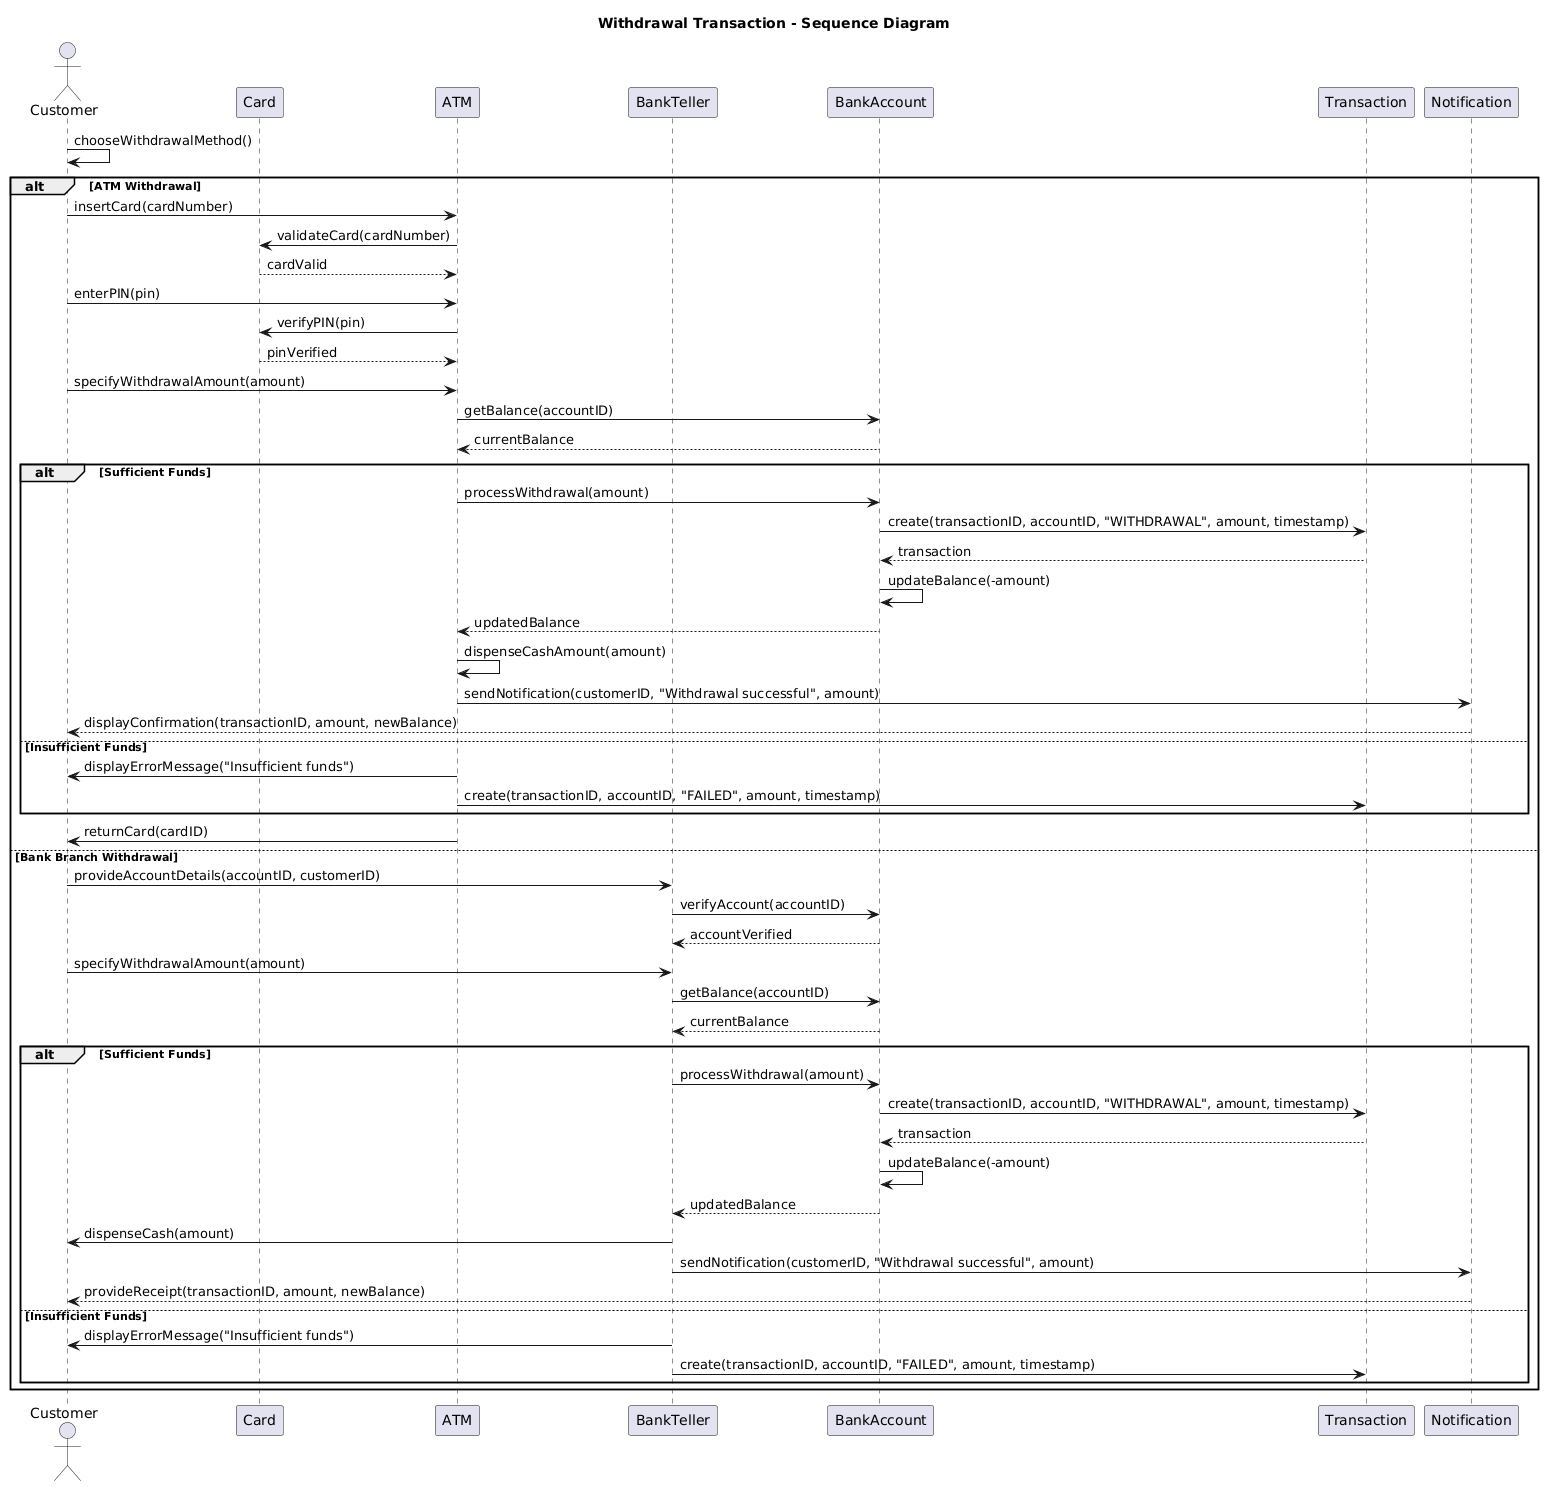 Withdrawal Transaction - Sequence Diagram
Customer
Card
ATM
BankTeller
BankAccount
Transaction
Notification
chooseWithdrawalMethod()
alt [ATM Withdrawal]
insertCard(cardNumber)
validateCard(cardNumber)
cardValid
enterPIN(pin)
verifyPIN(pin)
pinVerified
specifyWithdrawalAmount(amount)
getBalance(accountID)
currentBalance
alt [Sufficient Funds]
processWithdrawal(amount)
create(transactionID, accountID, "WITHDRAWAL", amount, timestamp)
transaction
updateBalance(-amount)
updatedBalance
dispenseCashAmount(amount)
sendNotification(customerID, "Withdrawal successful", amount)
displayConfirmation(transactionID, amount, newBalance)
[Insufficient Funds]
displayErrorMessage("Insufficient funds")
create(transactionID, accountID, "FAILED", amount, timestamp)
returnCard(cardID)
[Bank Branch Withdrawal]
provideAccountDetails(accountID, customerID)
verifyAccount(accountID)
accountVerified
specifyWithdrawalAmount(amount)
getBalance(accountID)
currentBalance
alt [Sufficient Funds]
processWithdrawal(amount)
create(transactionID, accountID, "WITHDRAWAL", amount, timestamp)
transaction
updateBalance(-amount)
updatedBalance
dispenseCash(amount)
sendNotification(customerID, "Withdrawal successful", amount)
provideReceipt(transactionID, amount, newBalance)
[Insufficient Funds]
displayErrorMessage("Insufficient funds")
create(transactionID, accountID, "FAILED", amount, timestamp)
Customer
Card
ATM
BankTeller
BankAccount
Transaction
Notification